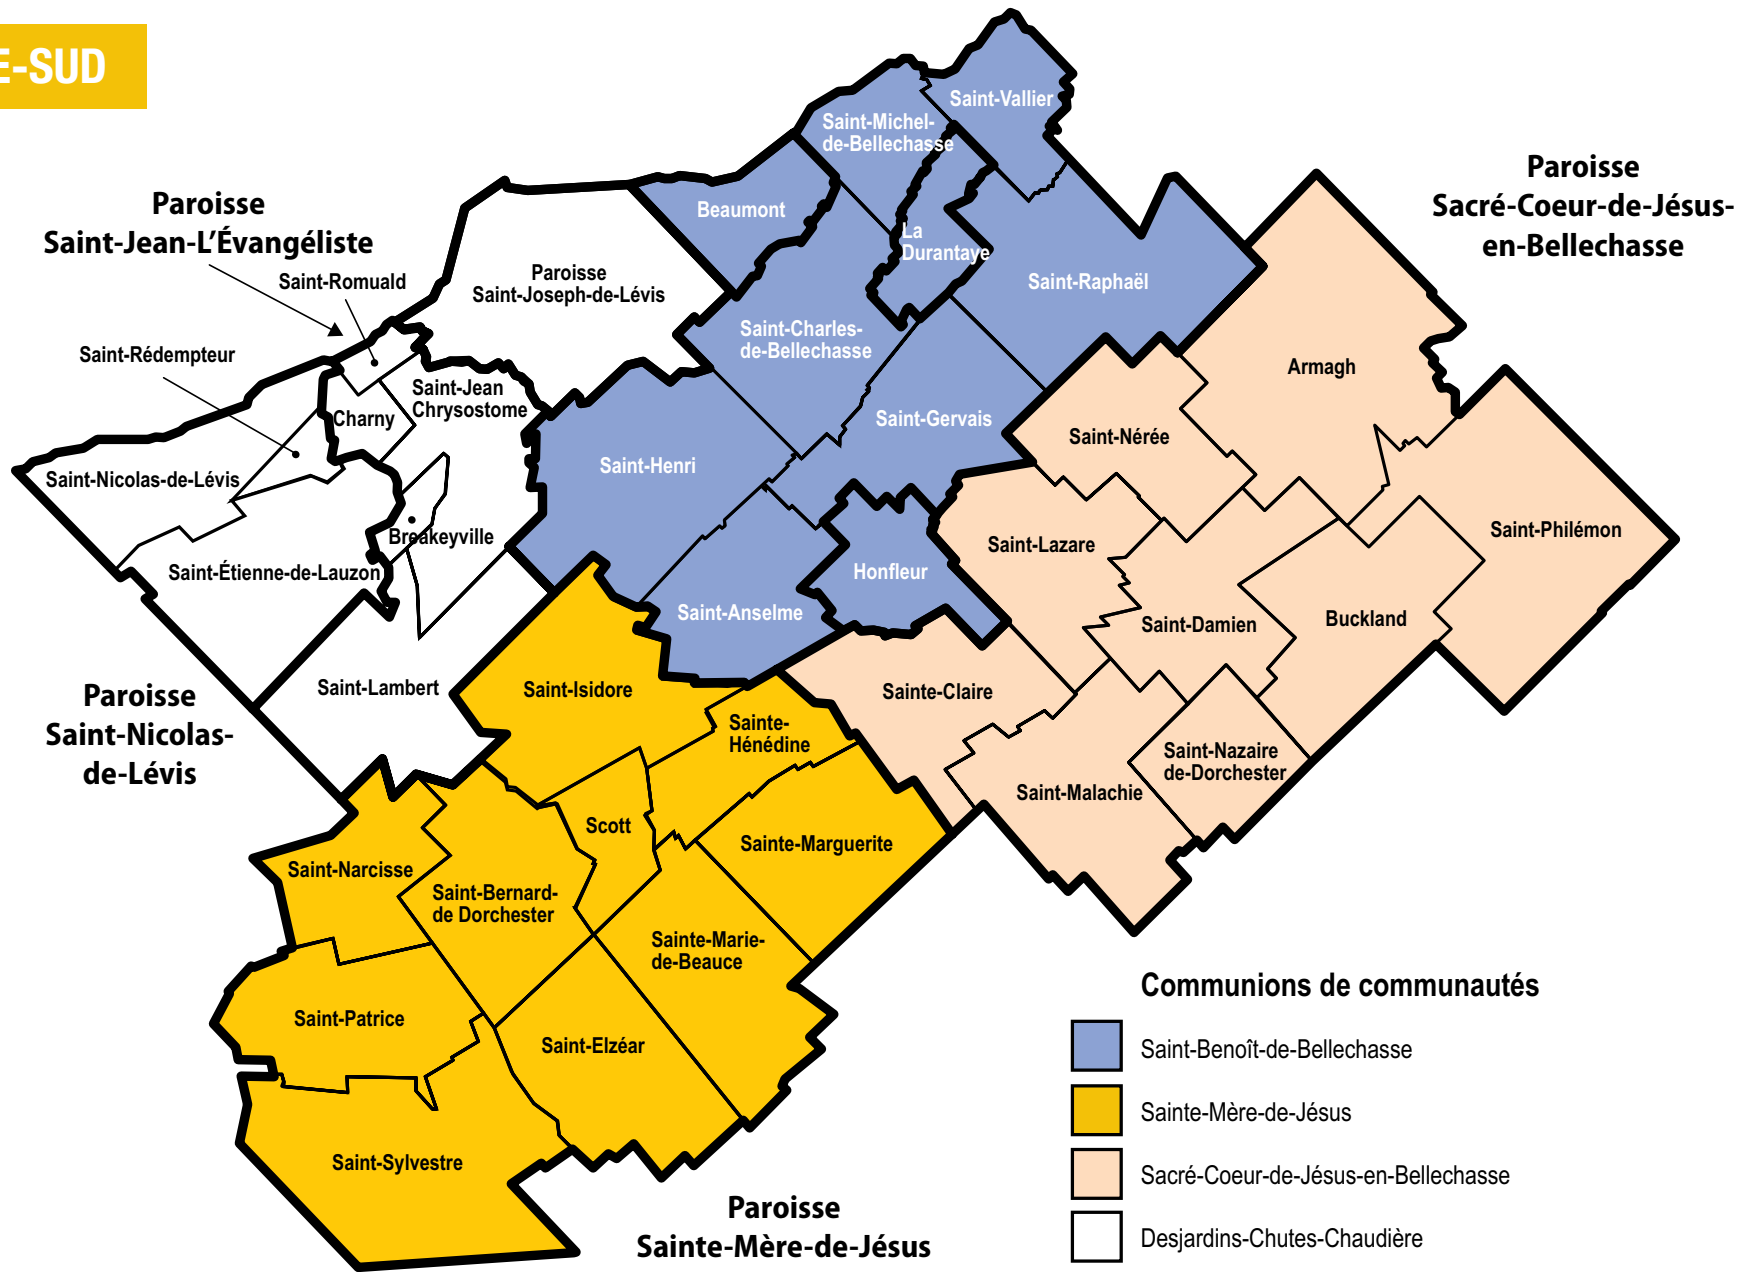 E-SUD
Paroisse
Saint-Jean-L'Évangéliste
Saint-Romuald
Saint-Rédempteur
Paroisse
Saint-Joseph-de-Lévis
Beaumont
Saint-Michel-
de-Bellechasse
Saint-Vallier
La
Durantaye
Saint-Raphaël
Saint-Charles-
de-Bellechasse
Saint-Gervais
Saint-Henri
Saint-Anselme
Honfleur
Paroisse
Sacré-Coeur-de-Jésus-
en-Bellechasse
Armagh
Saint-Nérée
Saint-Lazare
Saint-Philémon
Saint-Damien
Buckland
Sainte-Claire
Saint-Malachie
Saint-Nazaire
de-Dorchester
Charny
Saint-Jean
Chrysostome
Saint-Nicolas-de-Lévis
Breakeyville
Saint-Étienne-de-Lauzon
Saint-Lambert
Paroisse
Saint-Nicolas-
de-Lévis
Saint-Isidore
Sainte-
Hénédine
Scott
Sainte-Marguerite
Saint-Narcisse
Saint-Bernard-
de Dorchester
Sainte-Marie-
de-Beauce
Saint-Patrice
Saint-Elzéar
Saint-Sylvestre
Paroisse
Sainte-Mère-de-Jésus
Communions de communautés
Saint-Benoît-de-Bellechasse
Sainte-Mère-de-Jésus
Sacré-Coeur-de-Jésus-en-Bellechasse
Desjardins-Chutes-Chaudière